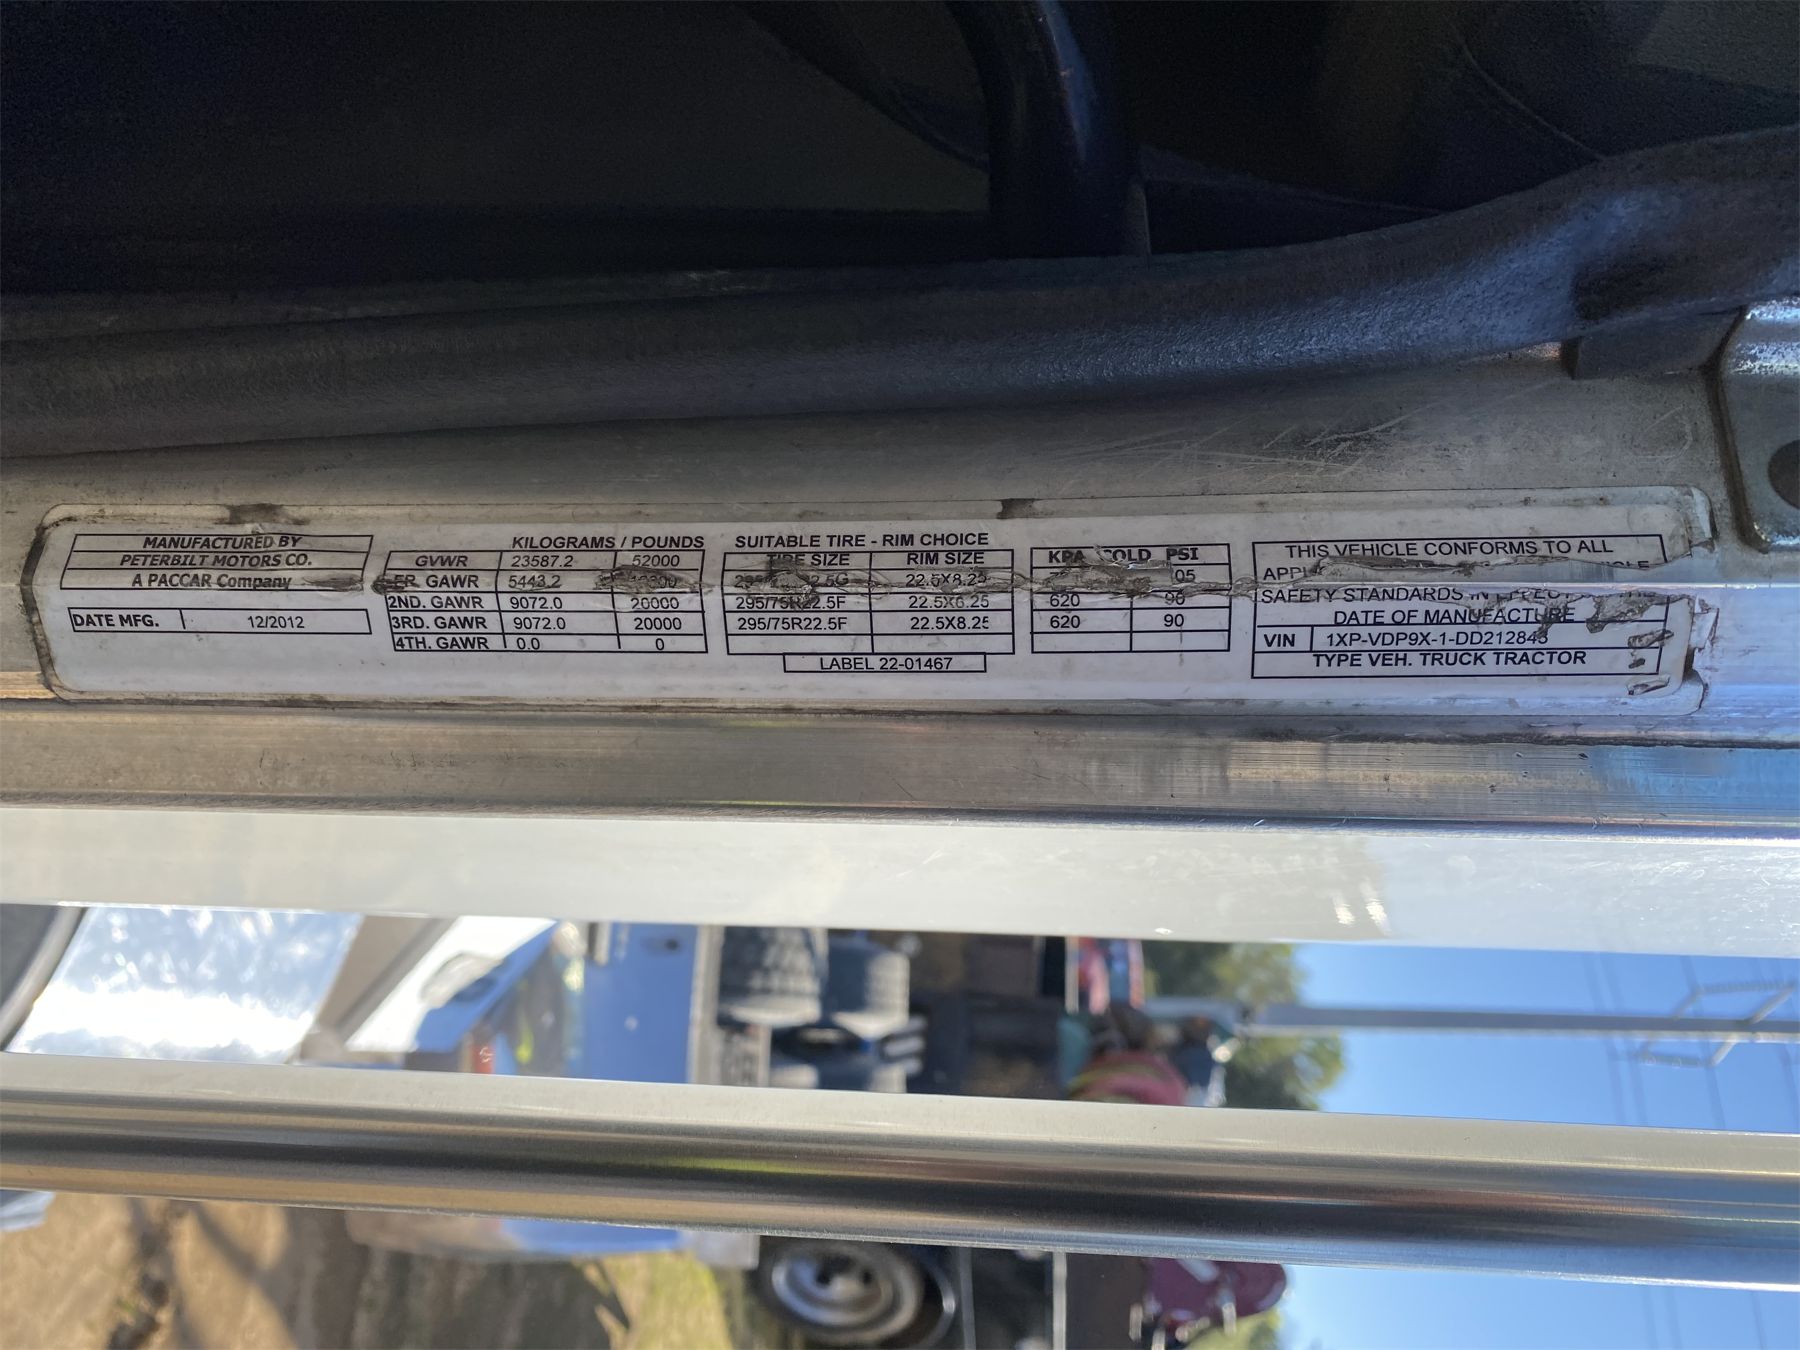 MANUFACTURED BY
PETERBILT MOTORS CO.
A PACCAR Company
DATE MFG. 12/2012
KILOGRAMS / POUNDS
GVWR 23587.2 52000
FR. GAWR 5443.2
2ND. GAWR 9072.0 20000
3RD. GAWR 9072.0 20000
4TH. GAWR 0.0 0
SUITABLE TIRE - RIM CHOICE
TIRE SIZE RIM SIZE
22.5X8.25
295/75R22.5F 22.5X8.25
295/75R22.5F 22.5X8.25
LABEL 22-01467
KPA COLD PSI
620 90
620 90
THIS VEHICLE CONFORMS TO ALL
SAFETY STANDARDS IN
DATE OF MANUFACTURE
VIN
TYPE VEH. TRUCK TRACTOR